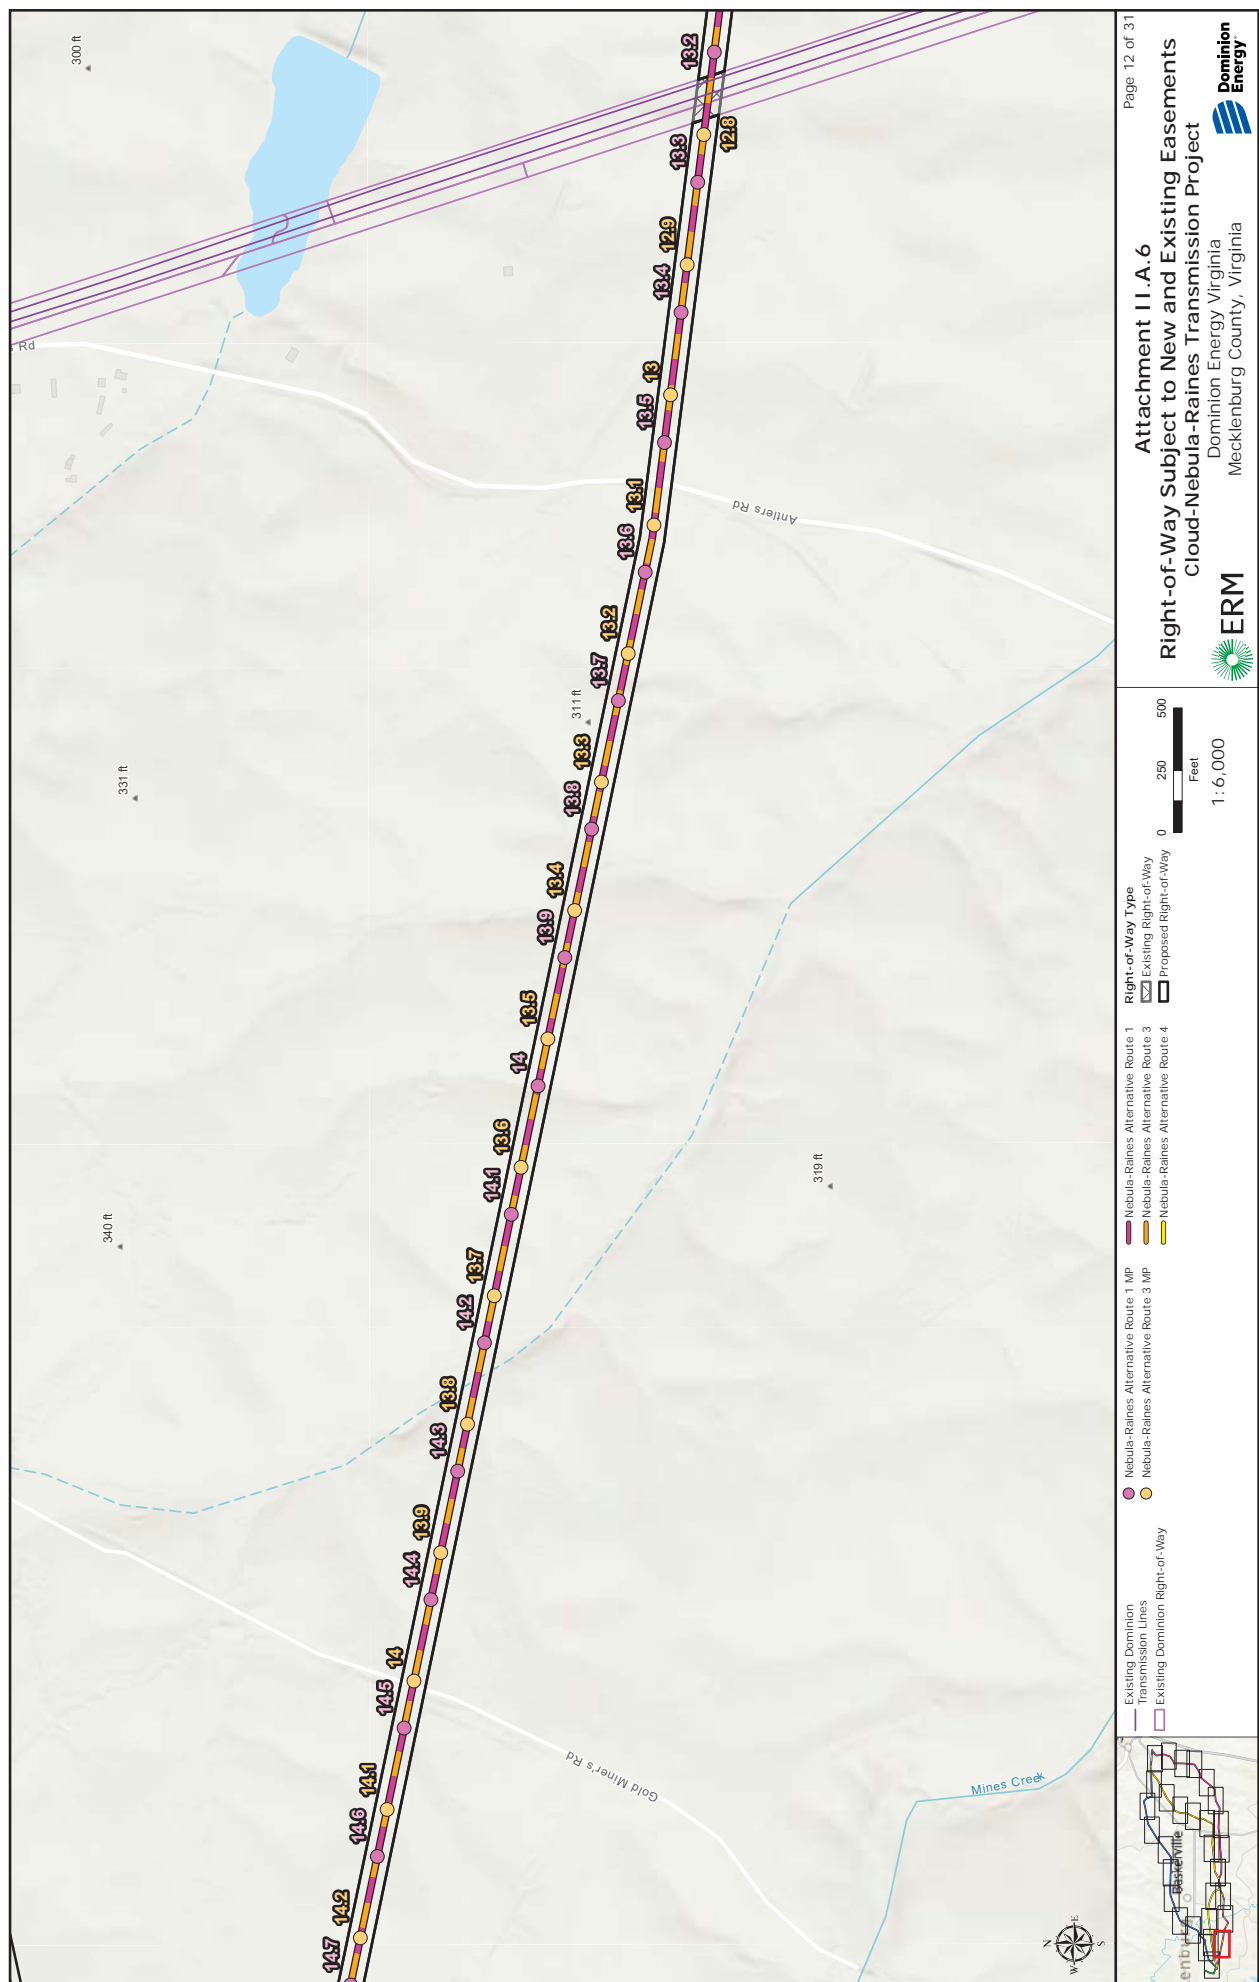 300 ft
331 ft
340 ft
311 ft
319 ft
Rd
Antlers Rd
Gold Miner's Rd
Mines Creek
14.7
14.2
14.6
14.1
14.5
14
14.4
13.9
14.3
13.8
14.2
13.7
14.1
13.6
14
13.5
13.9
13.4
13.8
13.3
13.7
13.2
13.6
13.1
13.5
13
13.4
12.9
13.3
12.8
13.2
N
E
S
W
enbu
Baskerville
Existing Dominion
Transmission Lines
Existing Dominion Right-of-Way
Nebula-Raines Alternative Route 1 MP
Nebula-Raines Alternative Route 3 MP
Nebula-Raines Alternative Route 1
Nebula-Raines Alternative Route 3
Nebula-Raines Alternative Route 4
Right-of-Way Type
Existing Right-of-Way
Proposed Right-of-Way
0 250 500
Feet
1:6,000
Page 12 of 31
Attachment II.A.6
Right-of-Way Subject to New and Existing Easements
Cloud-Nebula-Raines Transmission Project
Dominion Energy Virginia
Mecklenburg County, Virginia
ERM
Dominion
Energy®